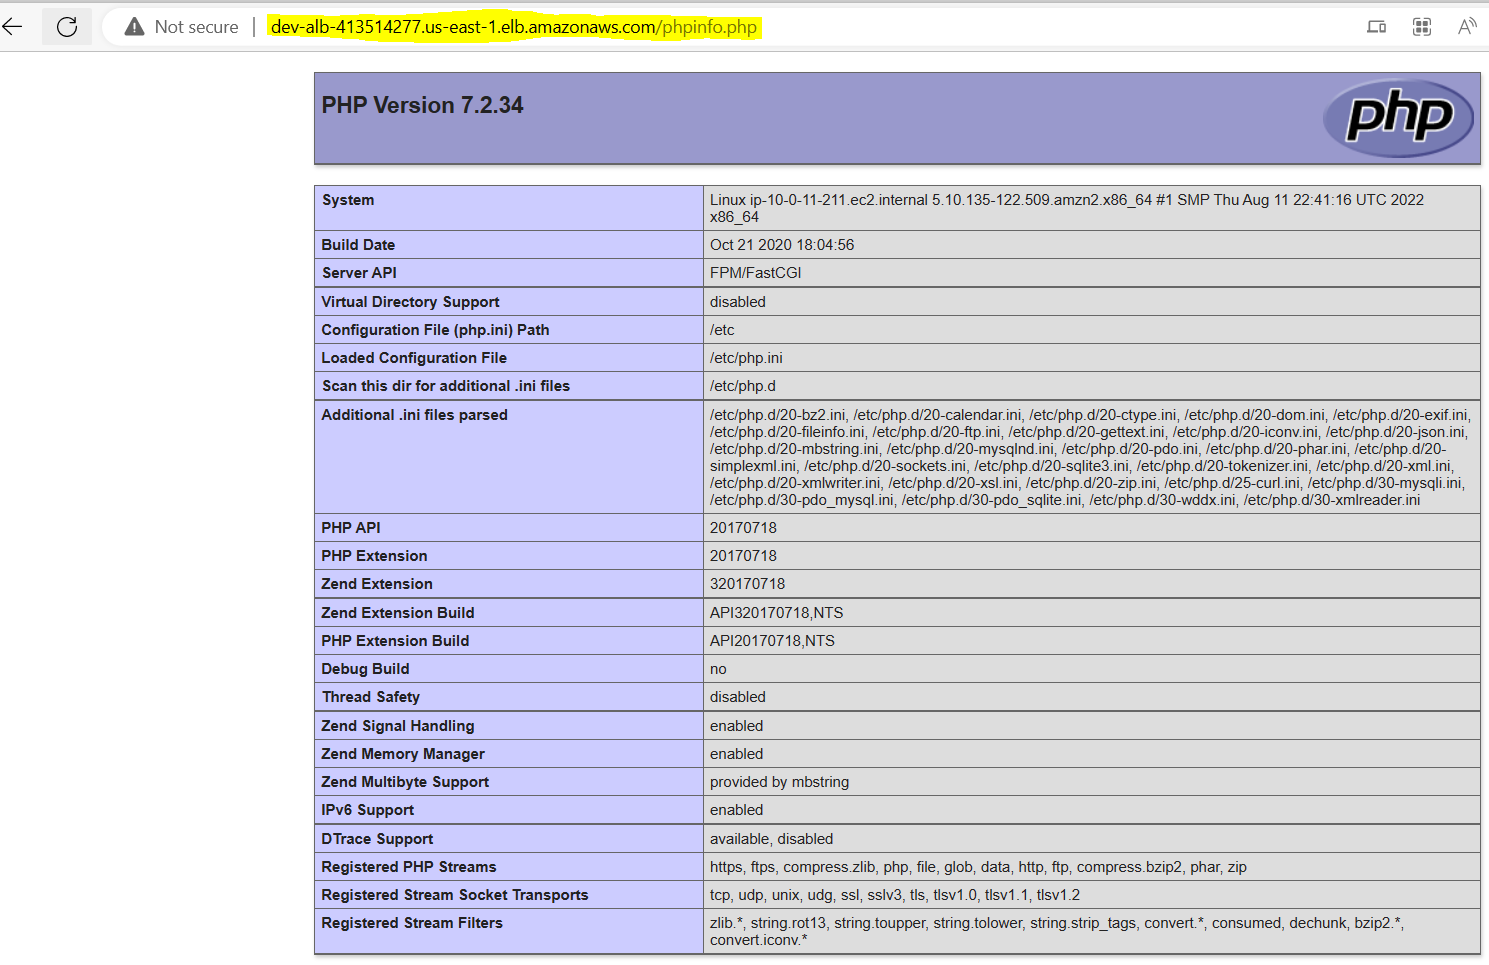 Not secure | dev-alb-413514277.us-east-1.elb.amazonaws.com/phpinfo.php
PHP Version 7.2.34
php
System Linux ip-10-0-11-211.ec2.internal 5.10.135-122.509.amzn2.x86_64 #1 SMP Thu Aug 11 22:41:16 UTC 2022
x86_64
Build Date Oct 21 2020 18:04:56
Server API FPM/FastCGI
Virtual Directory Support disabled
Configuration File (php.ini) Path /etc
Loaded Configuration File /etc/php.ini
Scan this dir for additional .ini files /etc/php.d
Additional .ini files parsed /etc/php.d/20-bz2.ini, /etc/php.d/20-calendar.ini, /etc/php.d/20-ctype.ini, /etc/php.d/20-dom.ini, /etc/php.d/20-exif.ini,
/etc/php.d/20-fileinfo.ini, /etc/php.d/20-ftp.ini, /etc/php.d/20-gettext.ini, /etc/php.d/20-iconv.ini, /etc/php.d/20-json.ini,
/etc/php.d/20-mbstring.ini, /etc/php.d/20-mysqlnd.ini, /etc/php.d/20-pdo.ini, /etc/php.d/20-phar.ini, /etc/php.d/20-
simplexml.ini, /etc/php.d/20-sockets.ini, /etc/php.d/20-sqlite3.ini, /etc/php.d/20-tokenizer.ini, /etc/php.d/20-xml.ini,
/etc/php.d/20-xmlwriter.ini, /etc/php.d/20-xsl.ini, /etc/php.d/20-zip.ini, /etc/php.d/25-curl.ini, /etc/php.d/30-mysqli.ini,
/etc/php.d/30-pdo_mysql.ini, /etc/php.d/30-pdo_sqlite.ini, /etc/php.d/30-wddx.ini, /etc/php.d/30-xmlreader.ini
PHP API 20170718
PHP Extension 20170718
Zend Extension 320170718
Zend Extension Build API320170718,NTS
PHP Extension Build API20170718,NTS
Debug Build no
Thread Safety disabled
Zend Signal Handling enabled
Zend Memory Manager enabled
Zend Multibyte Support provided by mbstring
IPv6 Support enabled
DTrace Support available, disabled
Registered PHP Streams https, ftps, compress.zlib, php, file, glob, data, http, ftp, compress.bzip2, phar, zip
Registered Stream Socket Transports tcp, udp, unix, udg, ssl, sslv3, tls, tlsv1.0, tlsv1.1, tlsv1.2
Registered Stream Filters zlib.*, string.rot13, string.toupper, string.tolower, string.strip_tags, convert.*, consumed, dechunk, bzip2.*,
convert.iconv.*